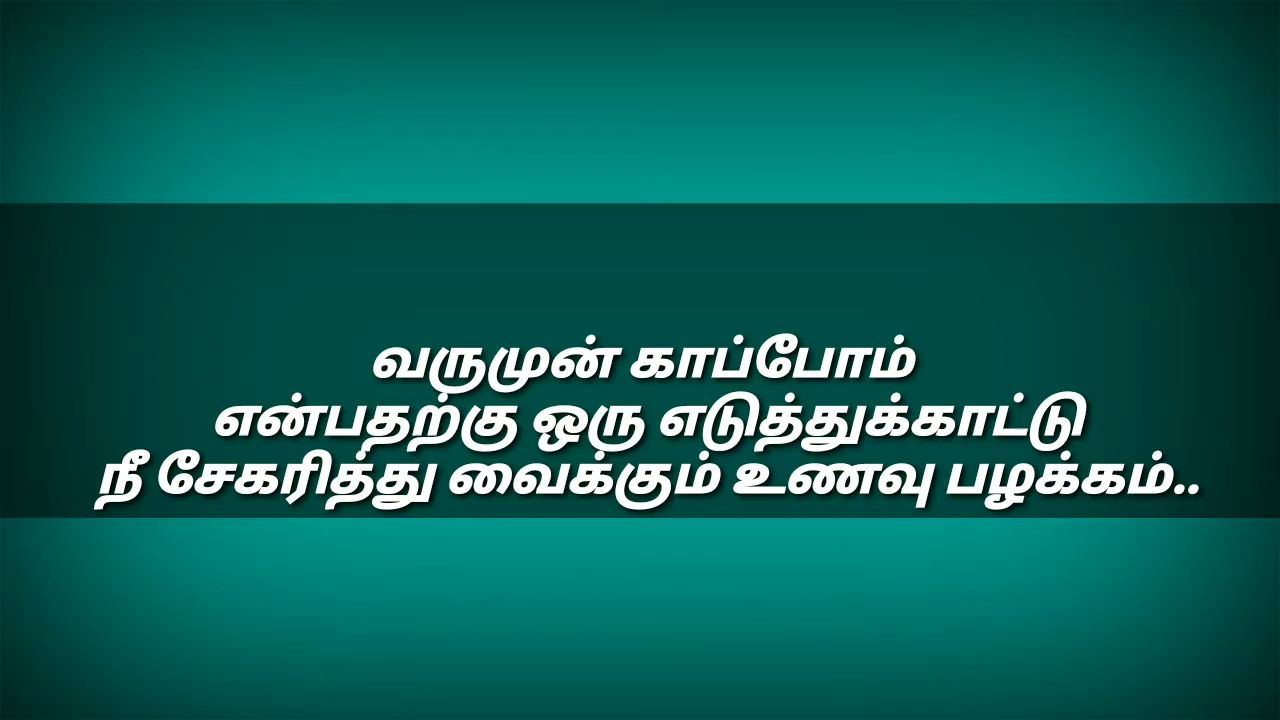 வருமுன் காப்போம்
என்பதற்கு ஒரு எடுத்துக்காட்டு
நீ சேகரித்து வைக்கும் உணவு பழக்கம்..